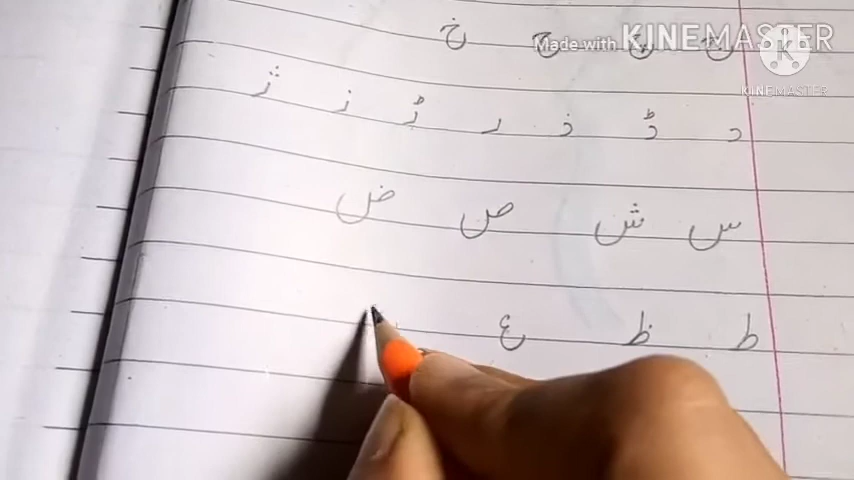 Made with KINEMASTER
KINEMASTER
ج چ ح خ
د ڈ ذ ر ڑ ز ژ
س ش ص ض
ط ظ ع